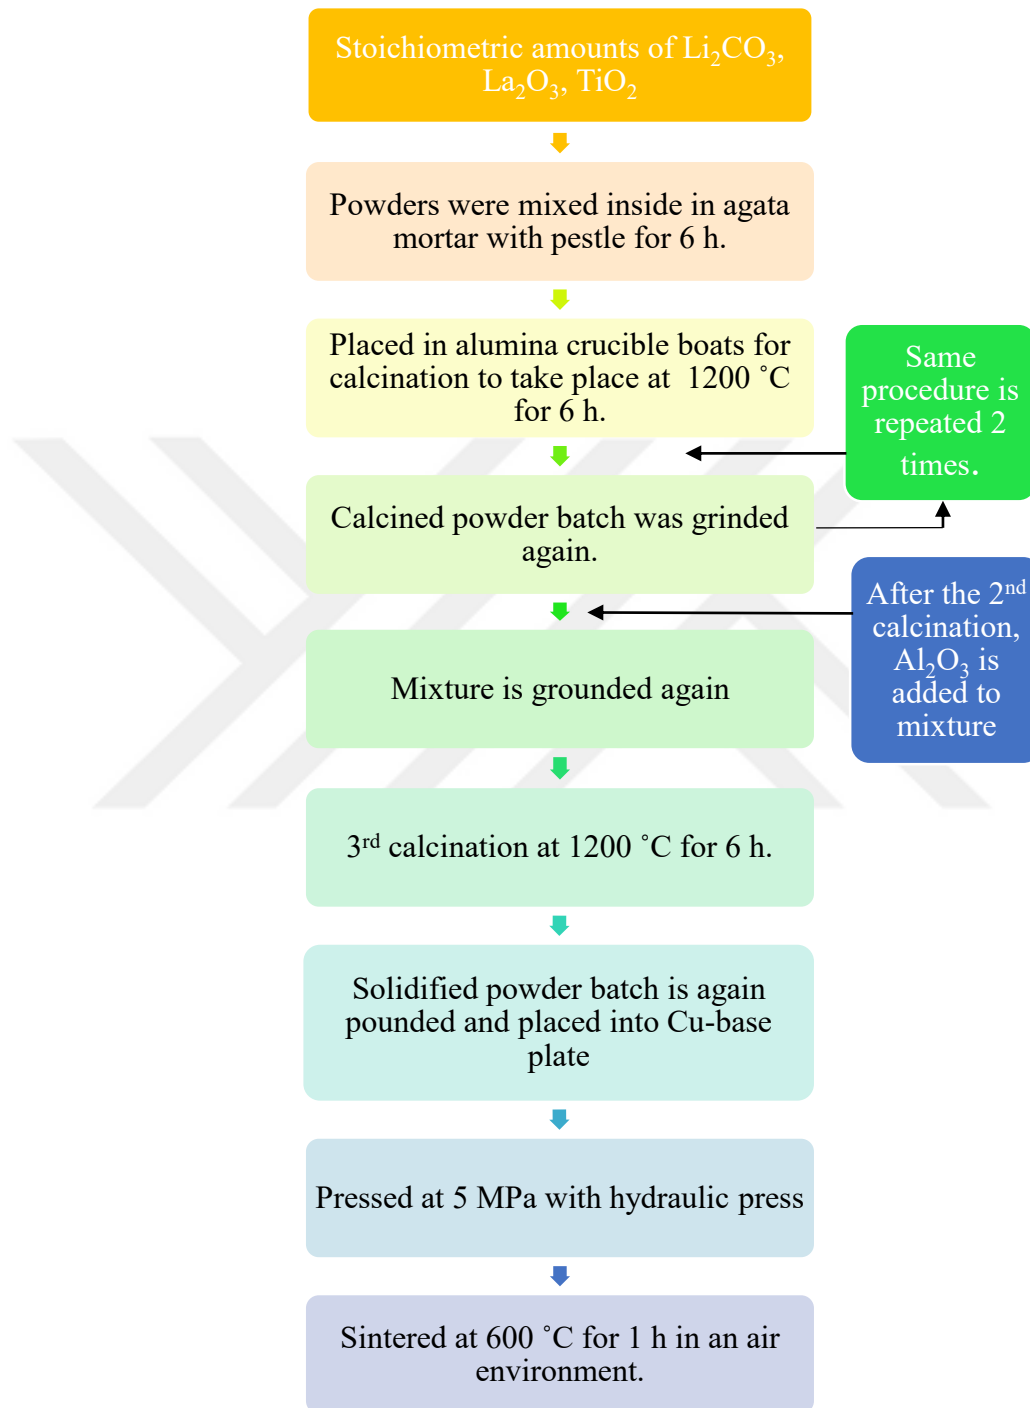 Stoichiometric amounts of Li₂CO₃,
La₂O₃, TiO₂
Powders were mixed inside in agata
mortar with pestle for 6 h.
Placed in alumina crucible boats for
calcination to take place at 1200 ˚C
for 6 h.
Same
procedure is
repeated 2
times.
Calcined powder batch was grinded
again.
After the 2ⁿᵈ
calcination,
Al₂O₃ is
added to
mixture
Mixture is grounded again
3ʳᵈ calcination at 1200 ˚C for 6 h.
Solidified powder batch is again
pounded and placed into Cu-base
plate
Pressed at 5 MPa with hydraulic press
Sintered at 600 ˚C for 1 h in an air
environment.